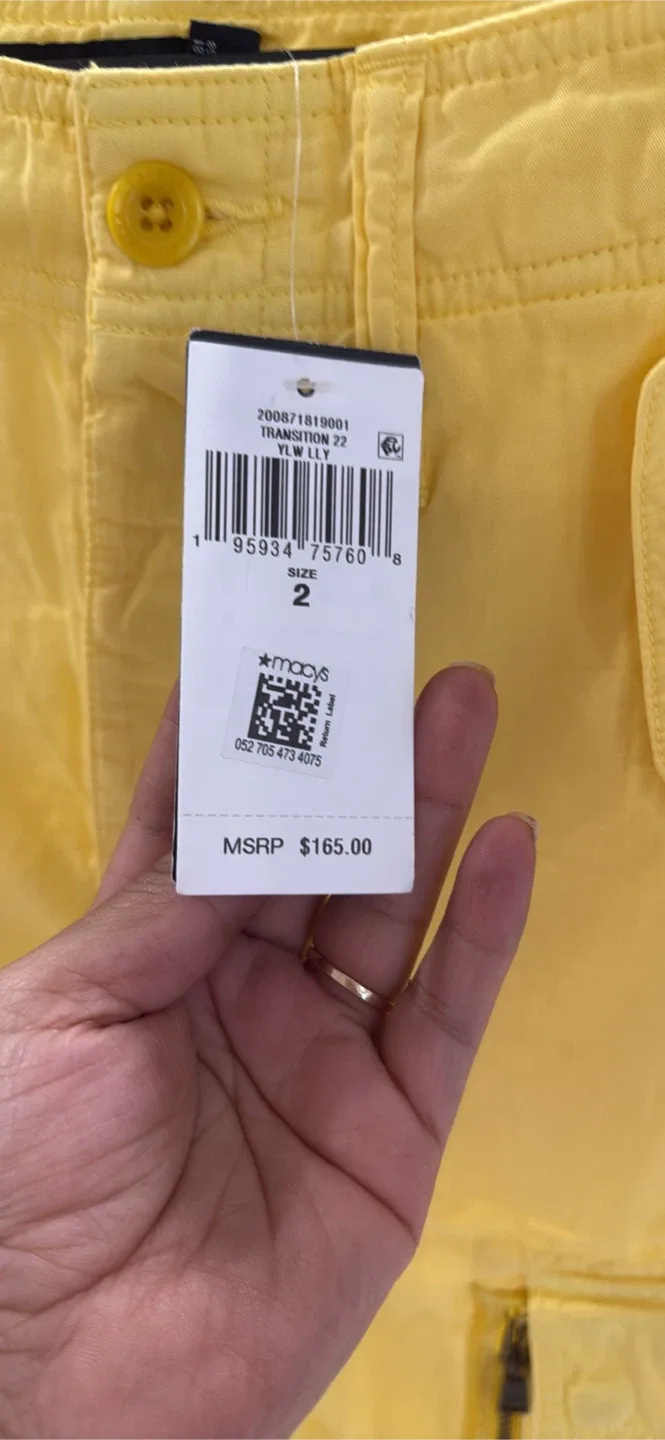 200871819001
TRANSITION 22
YLW LLY
1 95934 75760 8
SIZE
2
★macys
Return Label
052 705 473 4075
MSRP $165.00